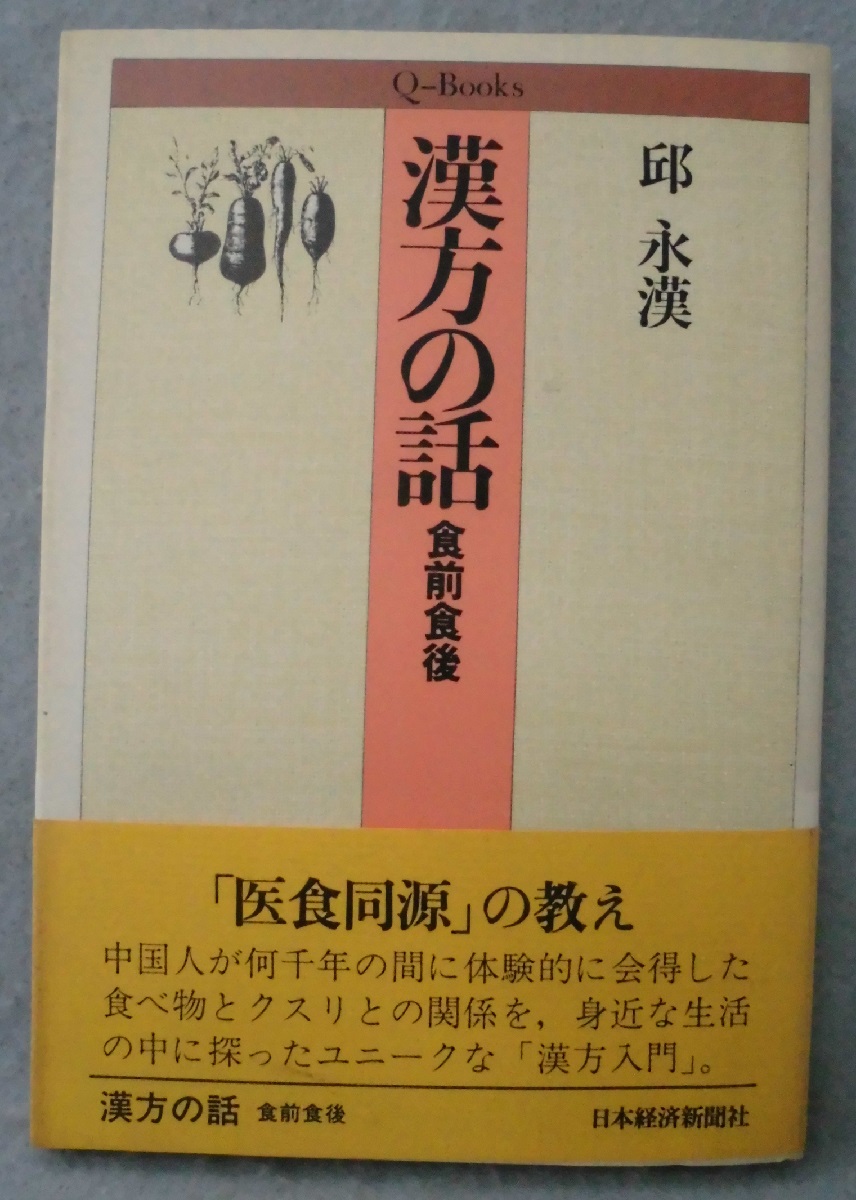 Q-Books
邱 永漢
漢方の話
食前食後
「医食同源」の教え
中国人が何千年の間に体験的に会得した
食べ物とクスリとの関係を，身近な生活
の中に探ったユニークな「漢方入門」。
漢方の話 食前食後 日本経済新聞社